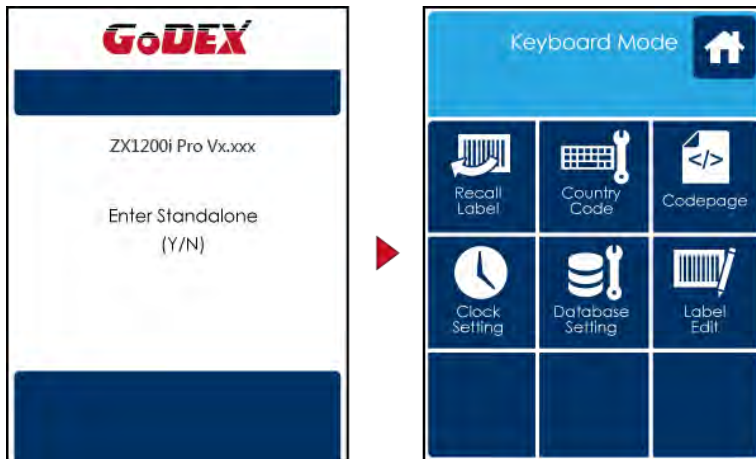 GODEX
ZX1200i Pro Vx.xxx
Enter Standalone
(Y/N)
Keyboard Mode
Recall
Label
Country
Code
</>
Codepage
Clock
Setting
Database
Setting
Label
Edit